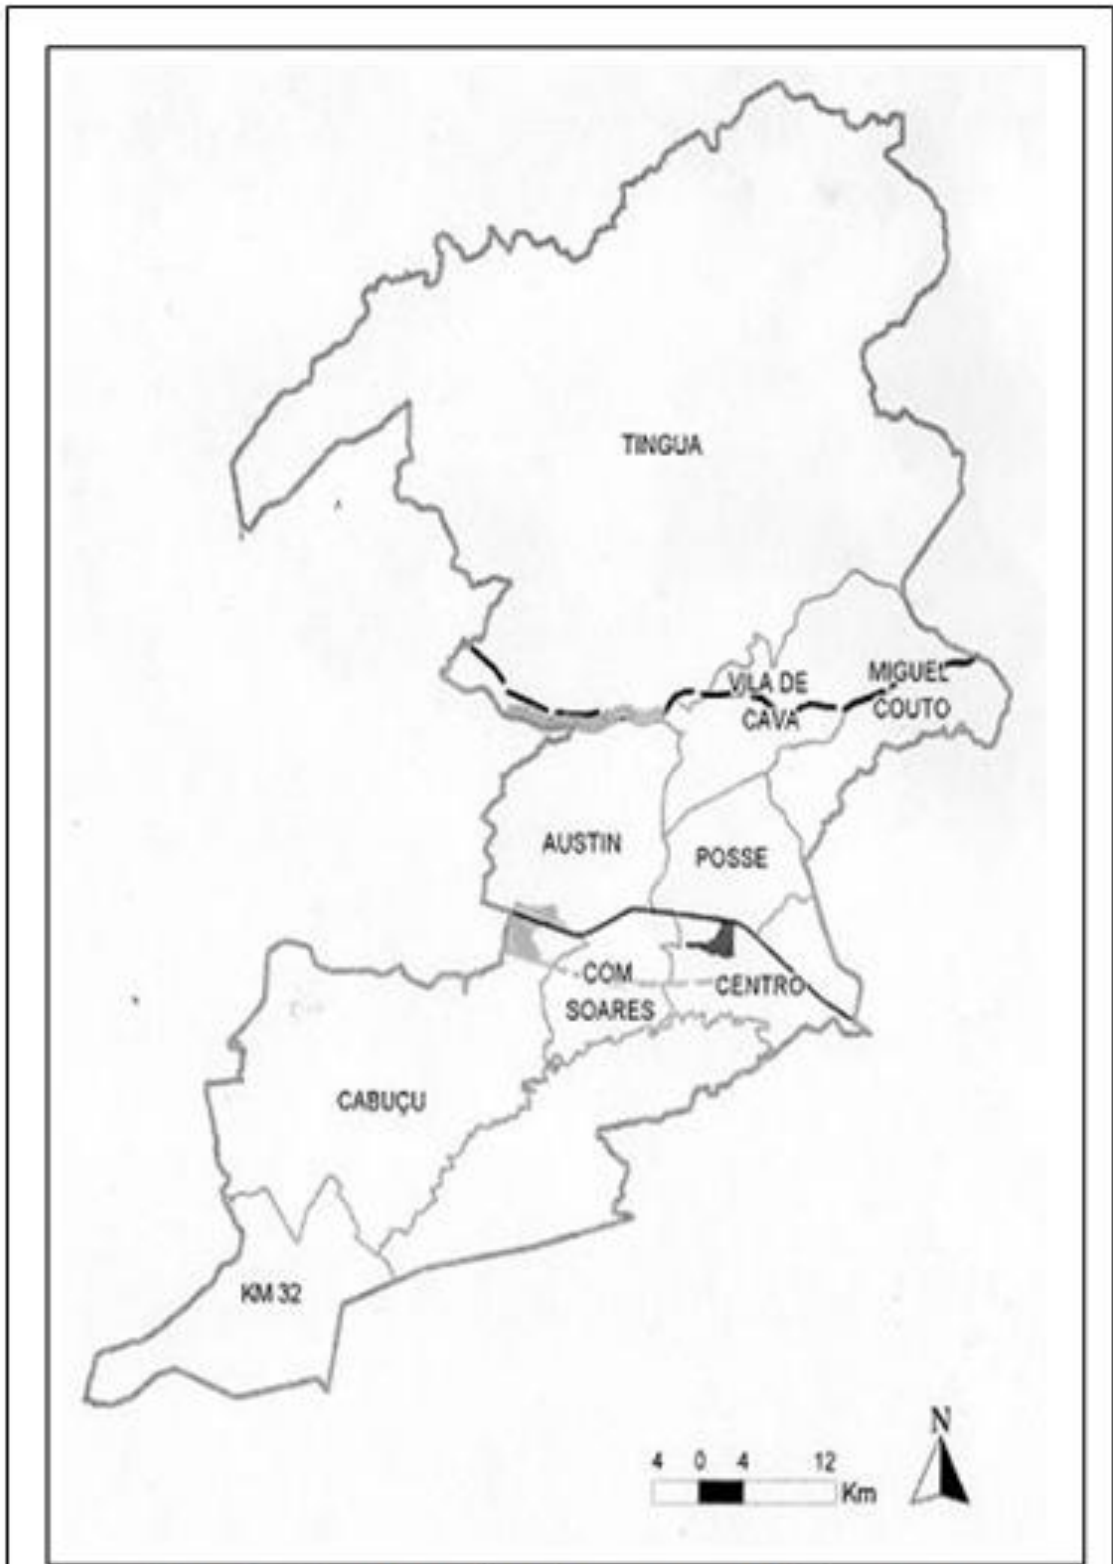 TINGUA
VILA DE
CAVA
MIGUEL
COUTO
AUSTIN
POSSE
COM
SOARES
CENTRO
CABUÇU
KM 32
N
4 0 4 12
Km